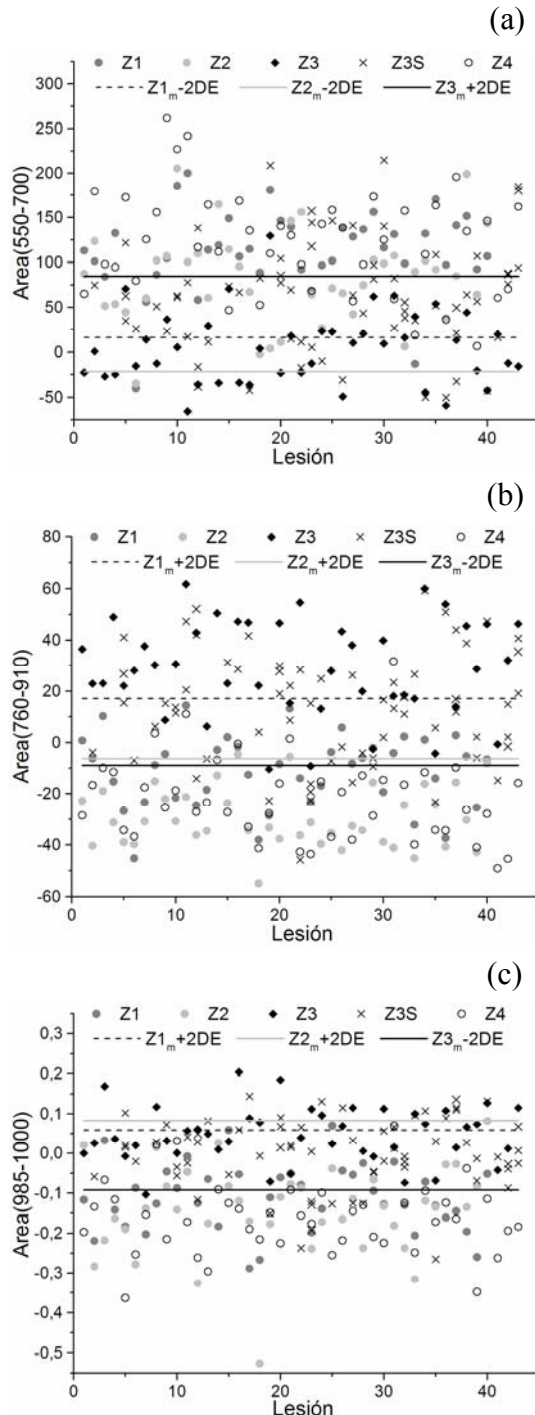 (a)
Z1 Z2 Z3 Z3S Z4
Z1m-2DE Z2m-2DE Z3m+2DE
300
250
200
150
100
50
0
-50
Area(550-700)
0 10 20 30 40
Lesión
(b)
80
Z1 Z2 Z3 Z3S Z4
Z1m+2DE Z2m+2DE Z3m-2DE
60
40
20
0
-20
-40
-60
Area(760-910)
0 10 20 30 40
Lesión
(c)
Z1 Z2 Z3 Z3S Z4
Z1m+2DE Z2m+2DE Z3m-2DE
0,3
0,2
0,1
0,0
-0,1
-0,2
-0,3
-0,4
-0,5
Area(985-1000)
0 10 20 30 40
Lesión